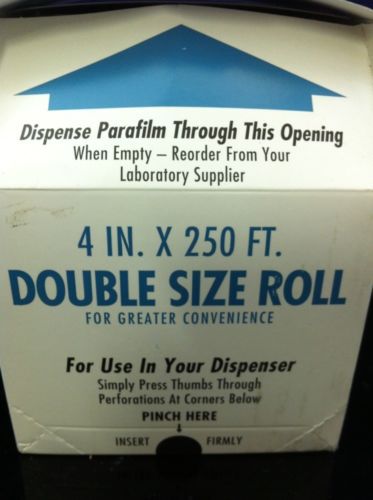 Dispense Parafilm Through This Opening
When Empty – Reorder From Your
Laboratory Supplier
4 IN. X 250 FT.
DOUBLE SIZE ROLL
FOR GREATER CONVENIENCE
For Use In Your Dispenser
Simply Press Thumbs Through
Perforations At Corners Below
PINCH HERE
INSERT FIRMLY